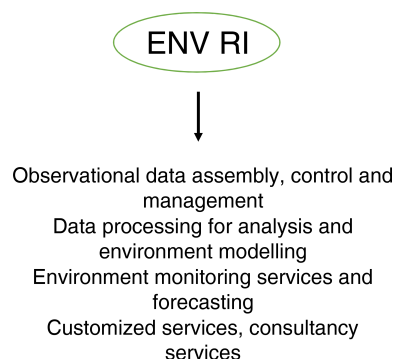 ENV RI
Observational data assembly, control and
management
Data processing for analysis and
environment modelling
Environment monitoring services and
forecasting
Customized services, consultancy
services